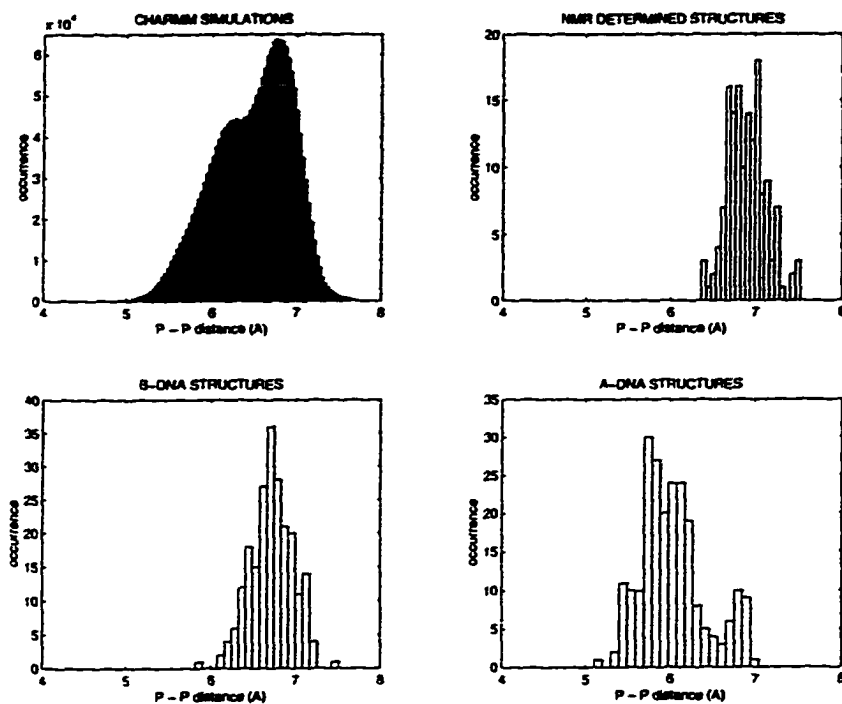 CHARMM SIMULATIONS
x 10⁴
6
5
4
3
2
1
0
occurrence
4 5 6 7 8
P – P distance (A)
NMR DETERMINED STRUCTURES
20
15
10
5
0
occurrence
4 5 6 7 8
P – P distance (A)
B–DNA STRUCTURES
40
35
30
25
20
15
10
5
0
occurrence
4 5 6 7 8
P – P distance (A)
A–DNA STRUCTURES
35
30
25
20
15
10
5
0
occurrence
4 5 6 7 8
P – P distance (A)